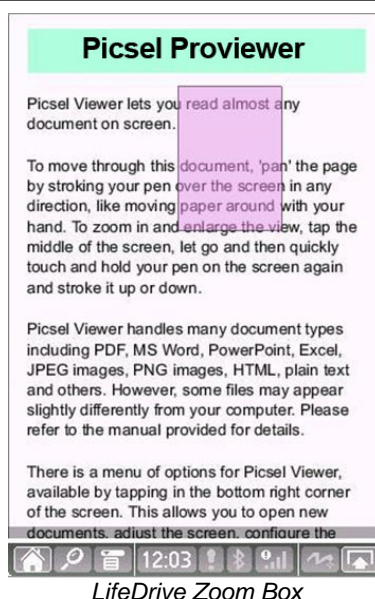 Picsel Proviewer
Picsel Viewer lets you read almost any
document on screen.
To move through this document, 'pan' the page
by stroking your pen over the screen in any
direction, like moving paper around with your
hand. To zoom in and enlarge the view, tap the
middle of the screen, let go and then quickly
touch and hold your pen on the screen again
and stroke it up or down.
Picsel Viewer handles many document types
including PDF, MS Word, PowerPoint, Excel,
JPEG images, PNG images, HTML, plain text
and others. However, some files may appear
slightly differently from your computer. Please
refer to the manual provided for details.
There is a menu of options for Picsel Viewer,
available by tapping in the bottom right corner
of the screen. This allows you to open new
documents, adjust the screen, configure the
12:03
LifeDrive Zoom Box